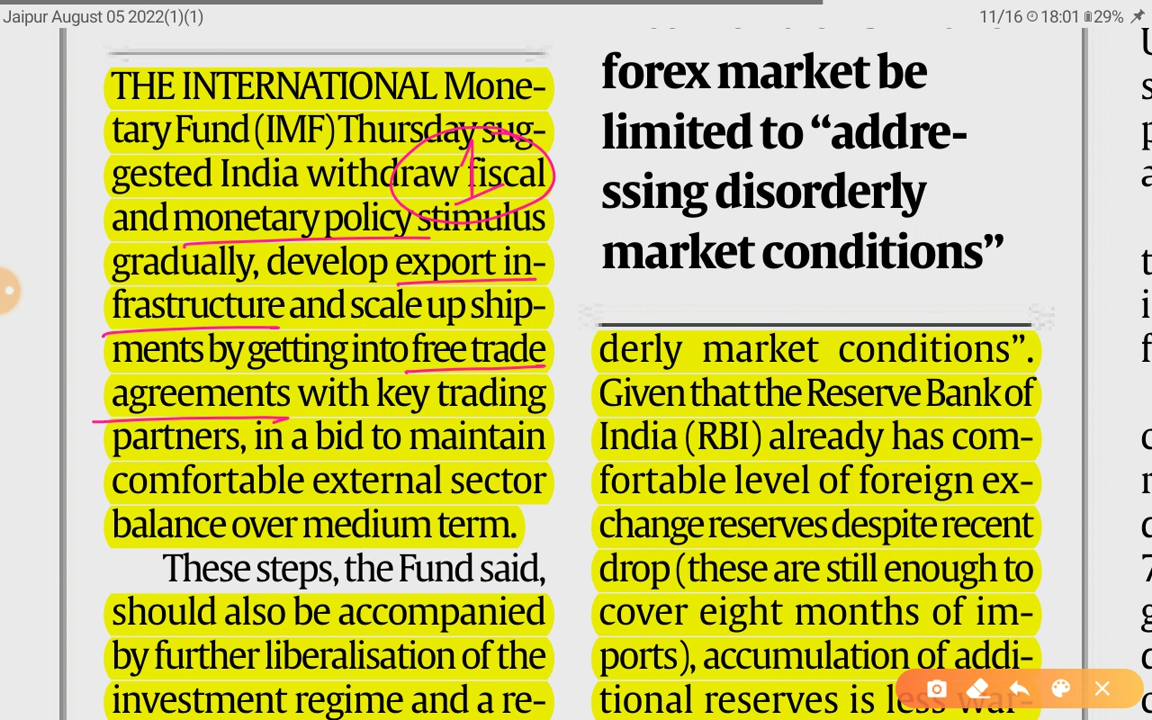 Jaipur August 05 2022(1)(1)
11/16 18:01 29%
THE INTERNATIONAL Mone-
tary Fund (IMF) Thursday sug-
gested India withdraw fiscal
and monetary policy stimulus
gradually, develop export in-
frastructure and scale up ship-
ments by getting into free trade
agreements with key trading
partners, in a bid to maintain
comfortable external sector
balance over medium term.
These steps, the Fund said,
should also be accompanied
by further liberalisation of the
investment regime and a re-
forex market be
limited to “addre-
ssing disorderly
market conditions”
derly market conditions”.
Given that the Reserve Bank of
India (RBI) already has com-
fortable level of foreign ex-
change reserves despite recent
drop (these are still enough to
cover eight months of im-
ports), accumulation of addi-
tional reserves is less war-
1